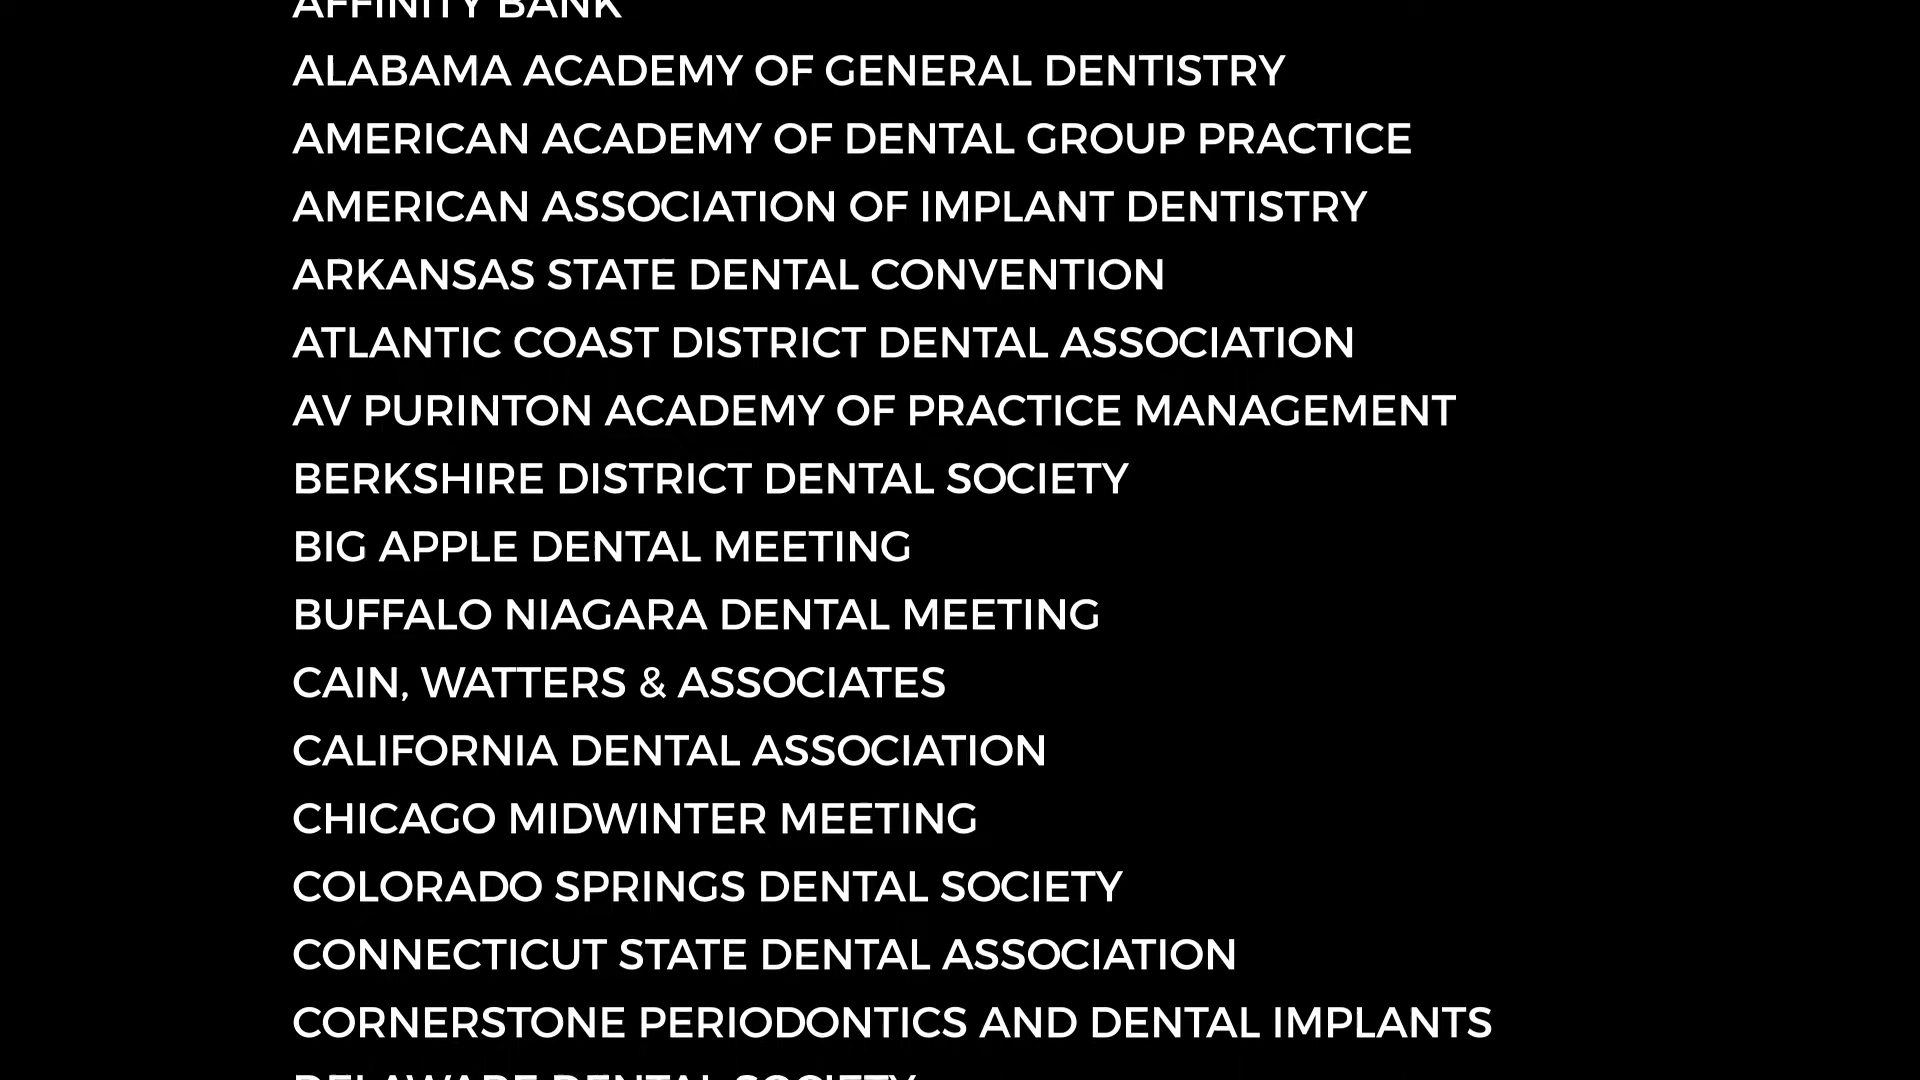 AFFINITY BANK
ALABAMA ACADEMY OF GENERAL DENTISTRY
AMERICAN ACADEMY OF DENTAL GROUP PRACTICE
AMERICAN ASSOCIATION OF IMPLANT DENTISTRY
ARKANSAS STATE DENTAL CONVENTION
ATLANTIC COAST DISTRICT DENTAL ASSOCIATION
AV PURINTON ACADEMY OF PRACTICE MANAGEMENT
BERKSHIRE DISTRICT DENTAL SOCIETY
BIG APPLE DENTAL MEETING
BUFFALO NIAGARA DENTAL MEETING
CAIN, WATTERS & ASSOCIATES
CALIFORNIA DENTAL ASSOCIATION
CHICAGO MIDWINTER MEETING
COLORADO SPRINGS DENTAL SOCIETY
CONNECTICUT STATE DENTAL ASSOCIATION
CORNERSTONE PERIODONTICS AND DENTAL IMPLANTS
DELAWARE DENTAL SOCIETY